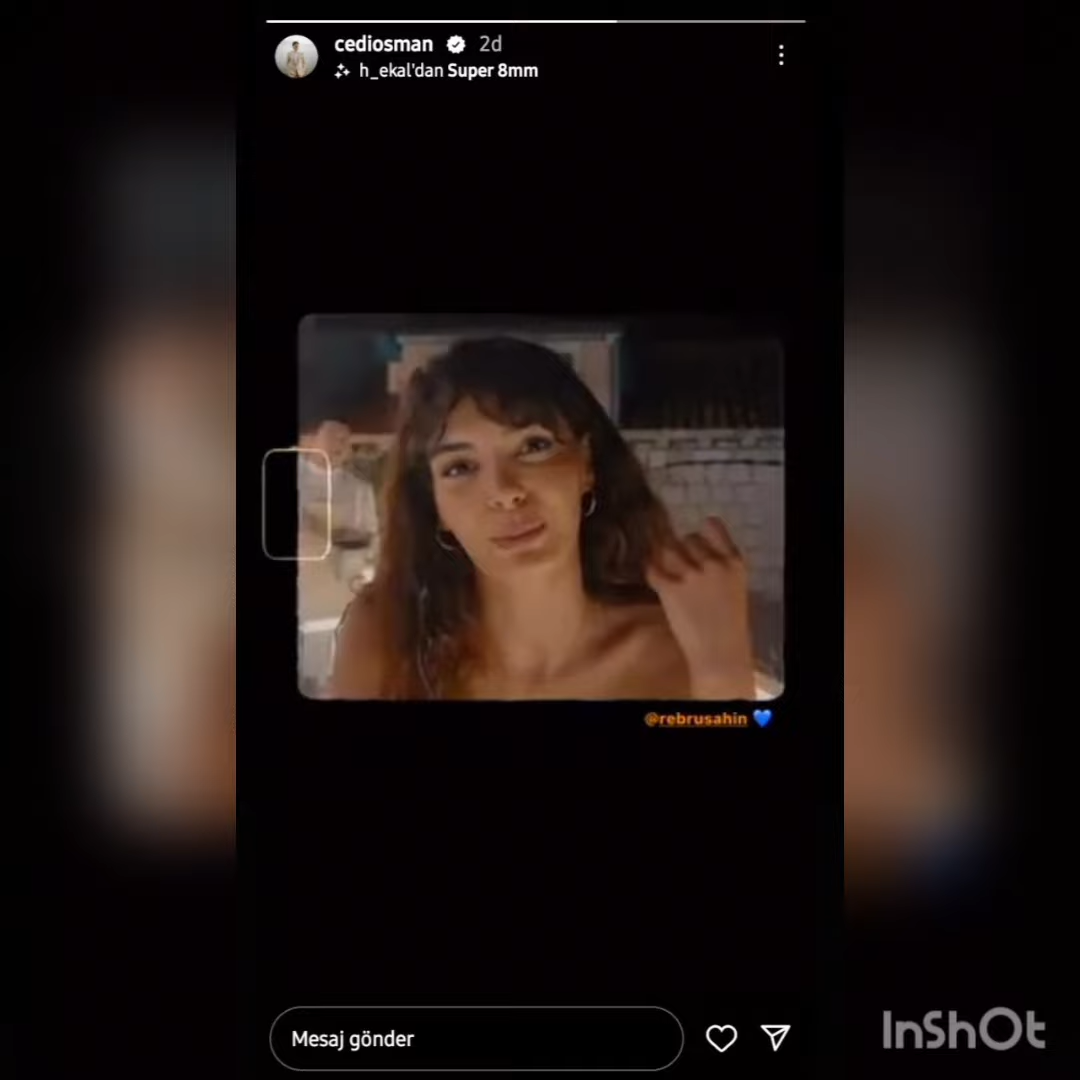 cediosman 2d
h_ekal'dan Super 8mm
@rebrusahin 💙
Mesaj gönder
InShOt